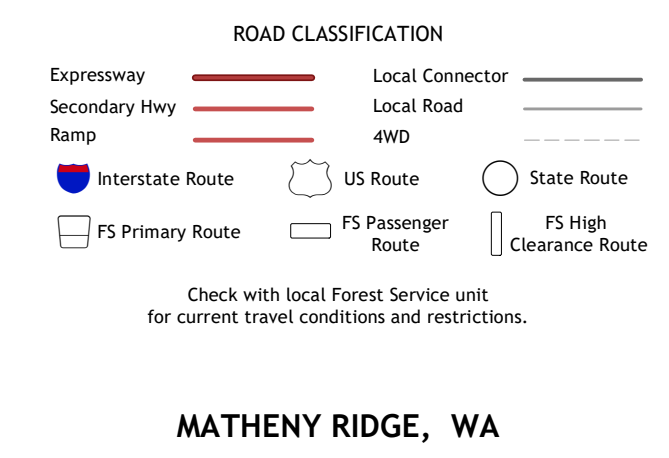 ROAD CLASSIFICATION
Expressway
Local Connector
Secondary Hwy
Local Road
Ramp
4WD
Interstate Route
US Route
State Route
FS Primary Route
FS Passenger
Route
FS High
Clearance Route
Check with local Forest Service unit
for current travel conditions and restrictions.
MATHENY RIDGE, WA